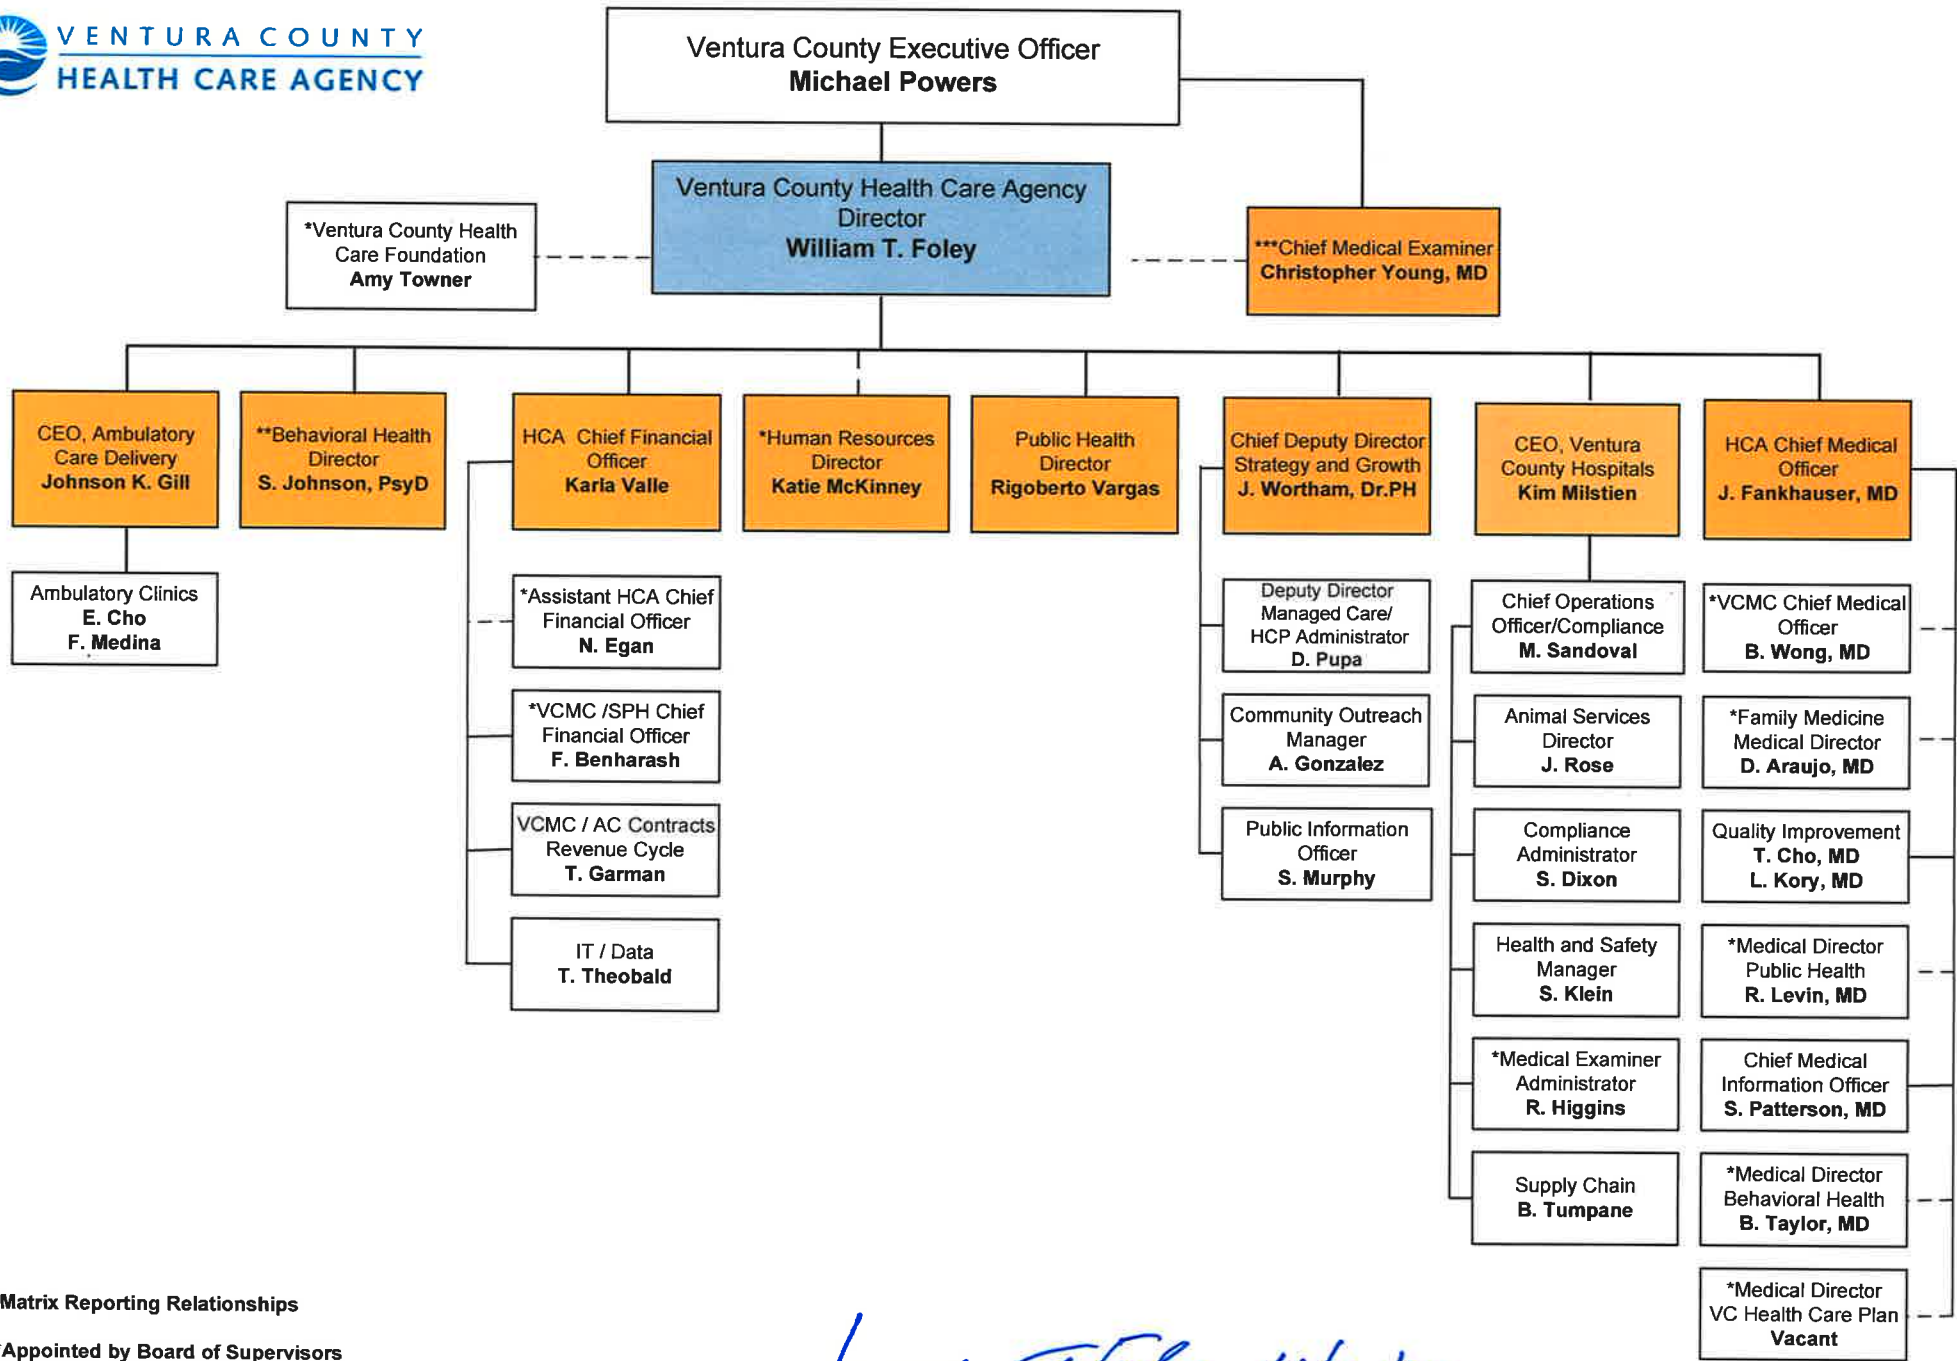 VENTURA COUNTY
HEALTH CARE AGENCY
Ventura County Executive Officer
Michael Powers
Ventura County Health Care Agency
Director
William T. Foley
*Ventura County Health
Care Foundation
Amy Towner
***Chief Medical Examiner
Christopher Young, MD
CEO, Ambulatory
Care Delivery
Johnson K. Gill
**Behavioral Health
Director
S. Johnson, PsyD
HCA Chief Financial
Officer
Karla Valle
*Human Resources
Director
Katie McKinney
Public Health
Director
Rigoberto Vargas
Chief Deputy Director
Strategy and Growth
J. Wortham, Dr.PH
CEO, Ventura
County Hospitals
Kim Milstien
HCA Chief Medical
Officer
J. Fankhauser, MD
Ambulatory Clinics
E. Cho
F. Medina
*Assistant HCA Chief
Financial Officer
N. Egan
*VCMC /SPH Chief
Financial Officer
F. Benharash
VCMC / AC Contracts
Revenue Cycle
T. Garman
IT / Data
T. Theobald
Deputy Director
Managed Care/
HCP Administrator
D. Pupa
Community Outreach
Manager
A. Gonzalez
Public Information
Officer
S. Murphy
Chief Operations
Officer/Compliance
M. Sandoval
Animal Services
Director
J. Rose
Compliance
Administrator
S. Dixon
Health and Safety
Manager
S. Klein
*Medical Examiner
Administrator
R. Higgins
Supply Chain
B. Tumpane
*VCMC Chief Medical
Officer
B. Wong, MD
*Family Medicine
Medical Director
D. Araujo, MD
Quality Improvement
T. Cho, MD
L. Kory, MD
*Medical Director
Public Health
R. Levin, MD
Chief Medical
Information Officer
S. Patterson, MD
*Medical Director
Behavioral Health
B. Taylor, MD
*Medical Director
VC Health Care Plan
Vacant
Matrix Reporting Relationships
Appointed by Board of Supervisors